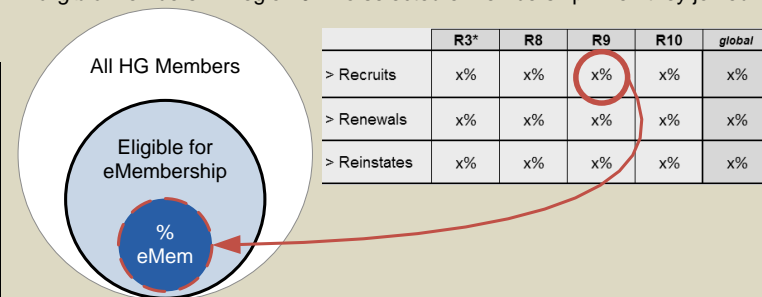 R3* R8 R9 R10 global
> Recruits x% x% x% x% x%
> Renewals x% x% x% x% x%
> Reinstates x% x% x% x% x%
All HG Members
Eligible for
eMembership
%
eMem